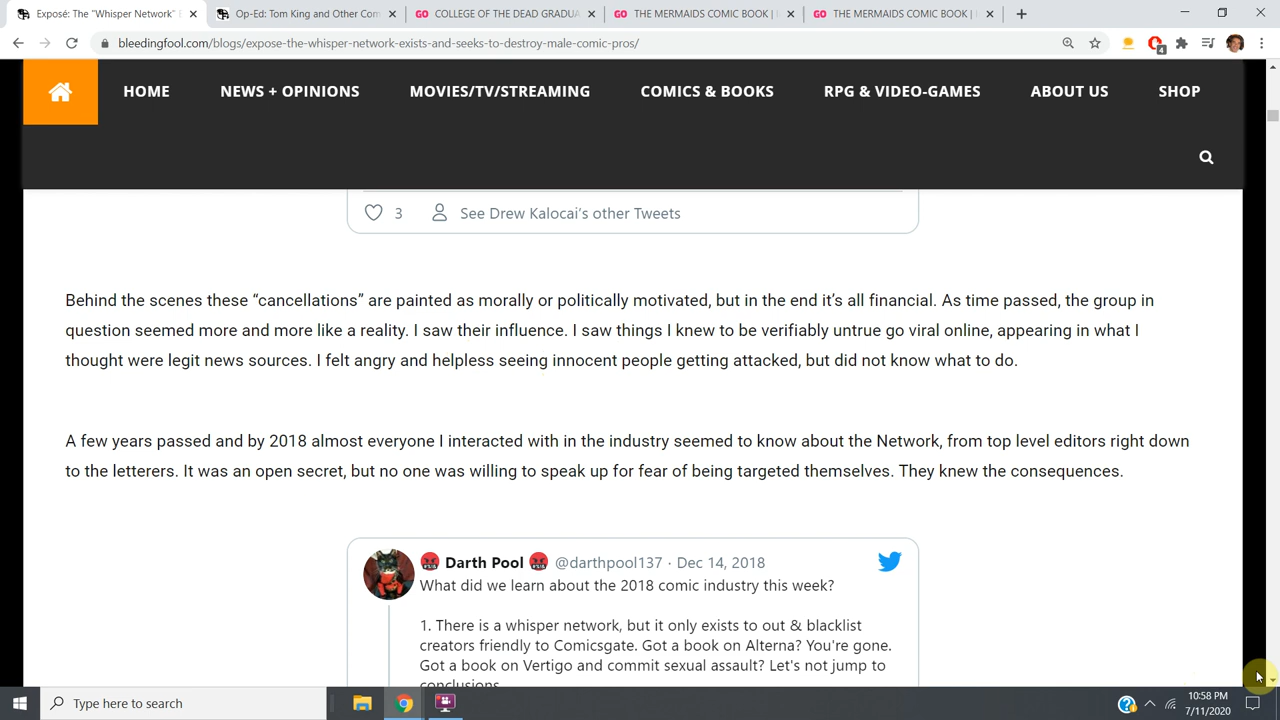 Exposé: The "Whisper Network"
Op-Ed: Tom King and Other Com
GO COLLEGE OF THE DEAD GRADUA
GO THE MERMAIDS COMIC BOOK |
GO THE MERMAIDS COMIC BOOK |
bleedingfool.com/blogs/expose-the-whisper-network-exists-and-seeks-to-destroy-male-comic-pros/
4
HOME NEWS + OPINIONS MOVIES/TV/STREAMING COMICS & BOOKS RPG & VIDEO-GAMES ABOUT US SHOP
3 See Drew Kalocai's other Tweets
Behind the scenes these “cancellations” are painted as morally or politically motivated, but in the end it’s all financial. As time passed, the group in
question seemed more and more like a reality. I saw their influence. I saw things I knew to be verifiably untrue go viral online, appearing in what I
thought were legit news sources. I felt angry and helpless seeing innocent people getting attacked, but did not know what to do.
A few years passed and by 2018 almost everyone I interacted with in the industry seemed to know about the Network, from top level editors right down
to the letterers. It was an open secret, but no one was willing to speak up for fear of being targeted themselves. They knew the consequences.
Darth Pool @darthpool137 · Dec 14, 2018
What did we learn about the 2018 comic industry this week?
1. There is a whisper network, but it only exists to out & blacklist
creators friendly to Comicsgate. Got a book on Alterna? You're gone.
Got a book on Vertigo and commit sexual assault? Let's not jump to
conclusions
Type here to search
10:58 PM
7/11/2020